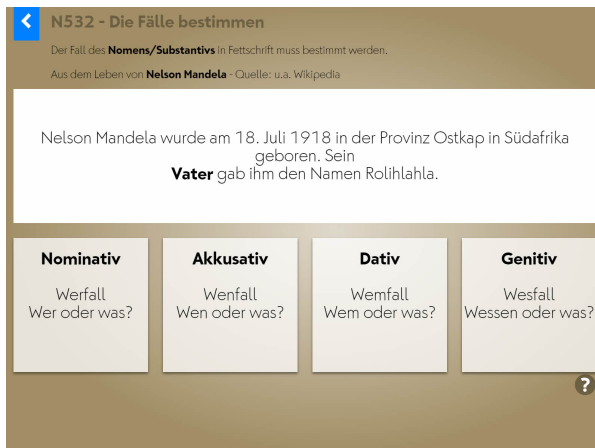 N532 - Die Fälle bestimmen
Der Fall des Nomens/Substantivs in Fettschrift muss bestimmt werden.
Aus dem Leben von Nelson Mandela - Quelle: u.a. Wikipedia
Nelson Mandela wurde am 18. Juli 1918 in der Provinz Ostkap in Südafrika
geboren. Sein
Vater gab ihm den Namen Rolihlahla.
Nominativ
Werfall
Wer oder was?
Akkusativ
Wenfall
Wen oder was?
Dativ
Wemfall
Wem oder was?
Genitiv
Wesfall
Wessen oder was?
?